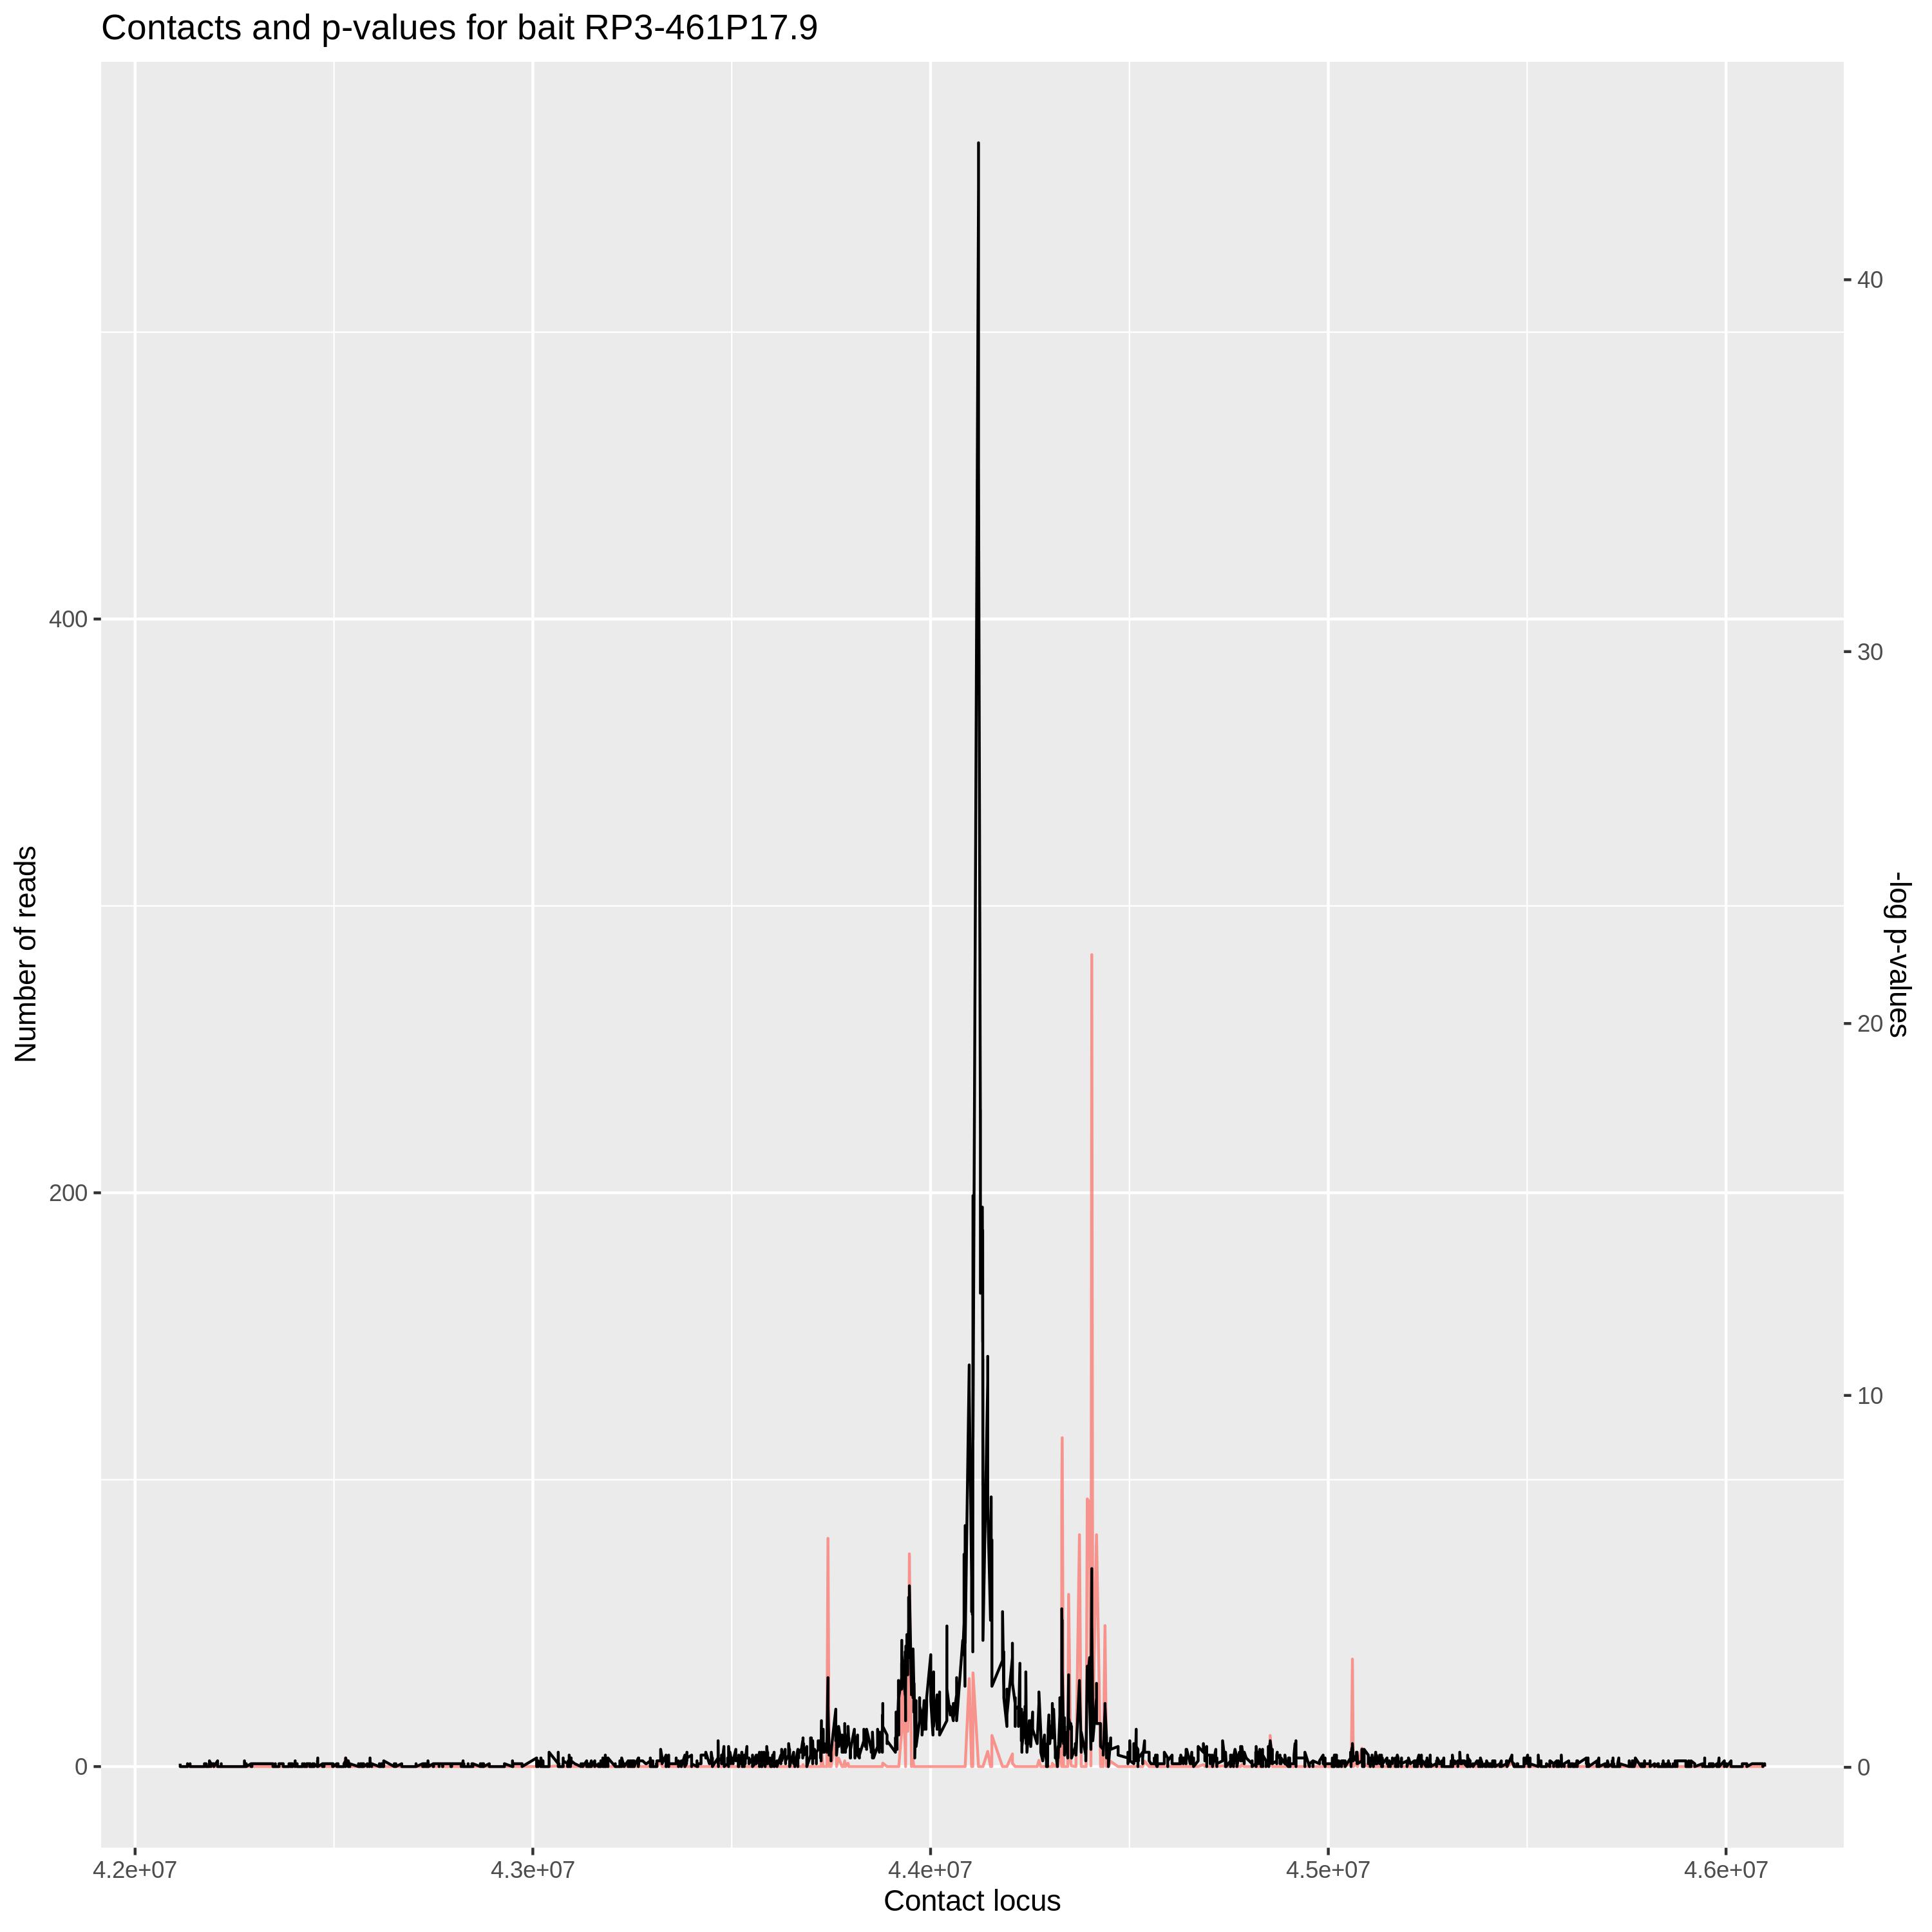 Contacts and p-values for bait RP3-461P17.9
Number of reads
400
200
0
40
30
20
10
0
-log p-values
4.2e+07
4.3e+07
4.4e+07
4.5e+07
4.6e+07
Contact locus